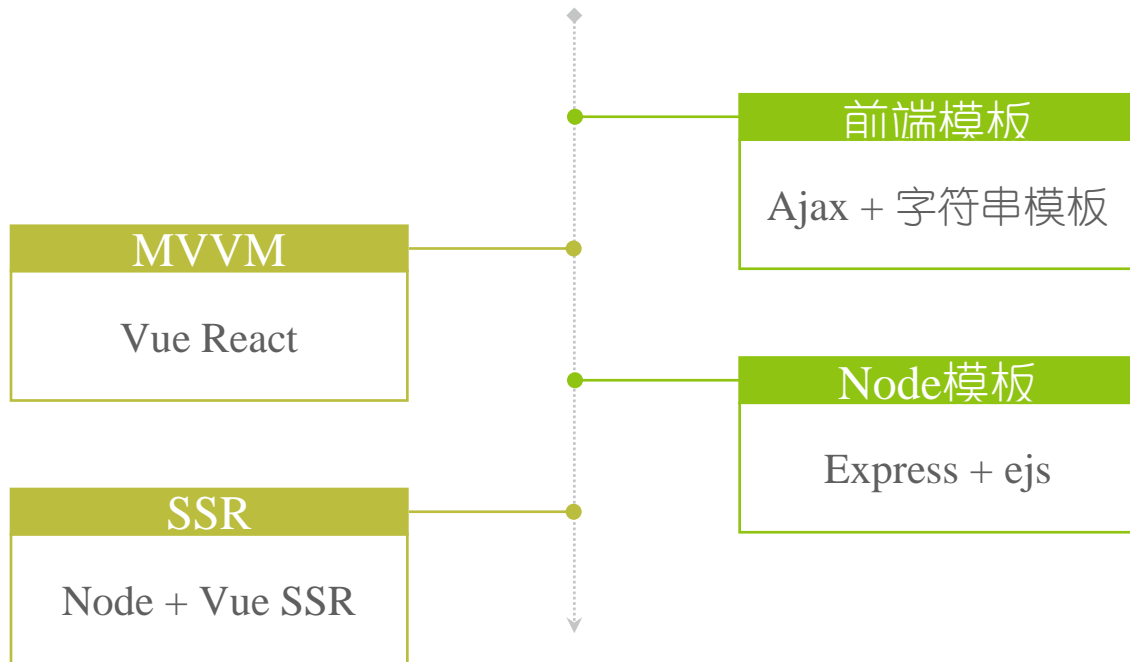 前端模板
Ajax + 字符串模板
MVVM
Vue React
Node模板
Express + ejs
SSR
Node + Vue SSR